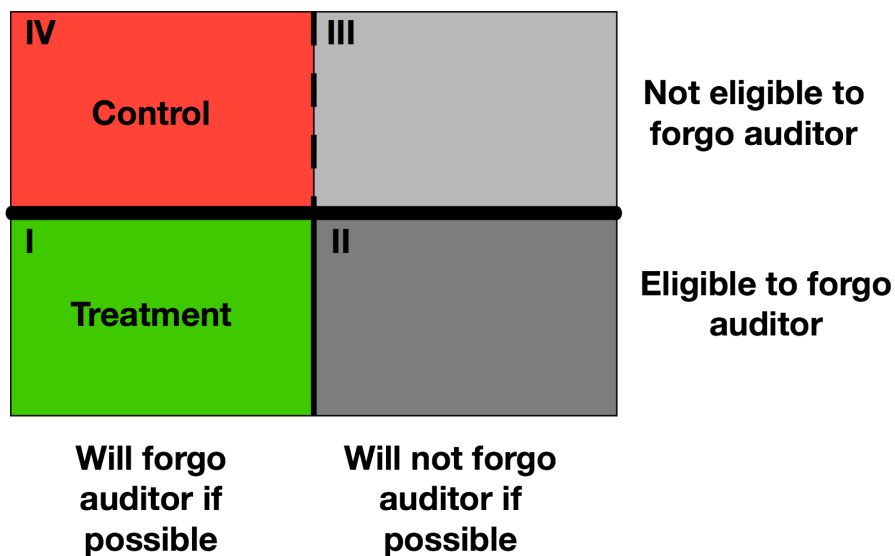 IV
III
Control
Not eligible to
forgo auditor
I
II
Treatment
Eligible to forgo
auditor
Will forgo
auditor if
possible
Will not forgo
auditor if
possible